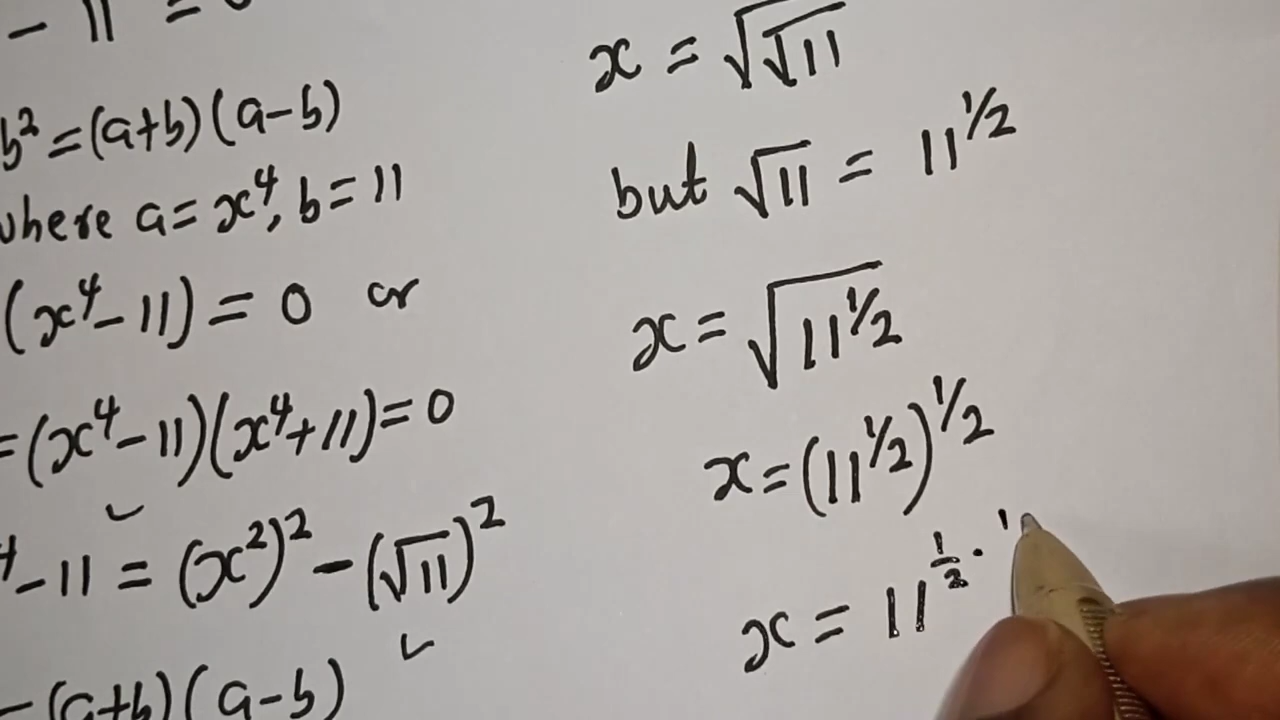 - 11 = 0
b² = (a+b)(a-b)
where a = x⁴, b = 11
(x⁴ - 11) = 0 or
= (x⁴ - 11)(x⁴ + 11) = 0
- 11 = (x²)² - (√11)²
= (a+b)(a-b)
x = √√11
but √11 = 11^1/2
x = √11^1/2
x = (11^1/2)^1/2
x = 11^1/2 · 1